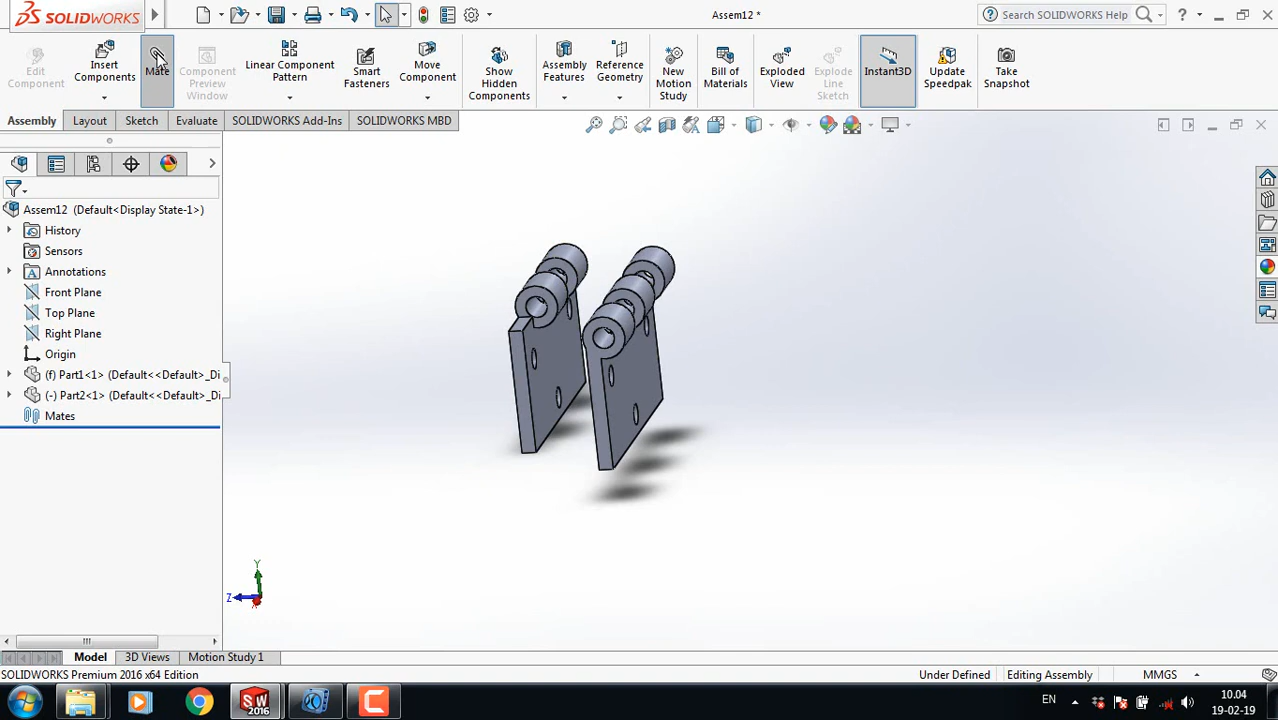 SOLIDWORKS
Assem12 *
Search SOLIDWORKS Help
?
Edit Component
Insert Components
Mate
Component Preview Window
Linear Component Pattern
Smart Fasteners
Move Component
Show Hidden Components
Assembly Features
Reference Geometry
New Motion Study
Bill of Materials
Exploded View
Explode Line Sketch
Instant3D
Update Speedpak
Take Snapshot
Assembly
Layout
Sketch
Evaluate
SOLIDWORKS Add-Ins
SOLIDWORKS MBD
Assem12 (Default<Display State-1>)
History
Sensors
Annotations
Front Plane
Top Plane
Right Plane
Origin
(f) Part1<1> (Default<<Default>_Di
(-) Part2<1> (Default<<Default>_Di
Mates
Y
Z
Model
3D Views
Motion Study 1
SOLIDWORKS Premium 2016 x64 Edition
Under Defined
Editing Assembly
MMGS
SW 2016
EN
10.04
19-02-19